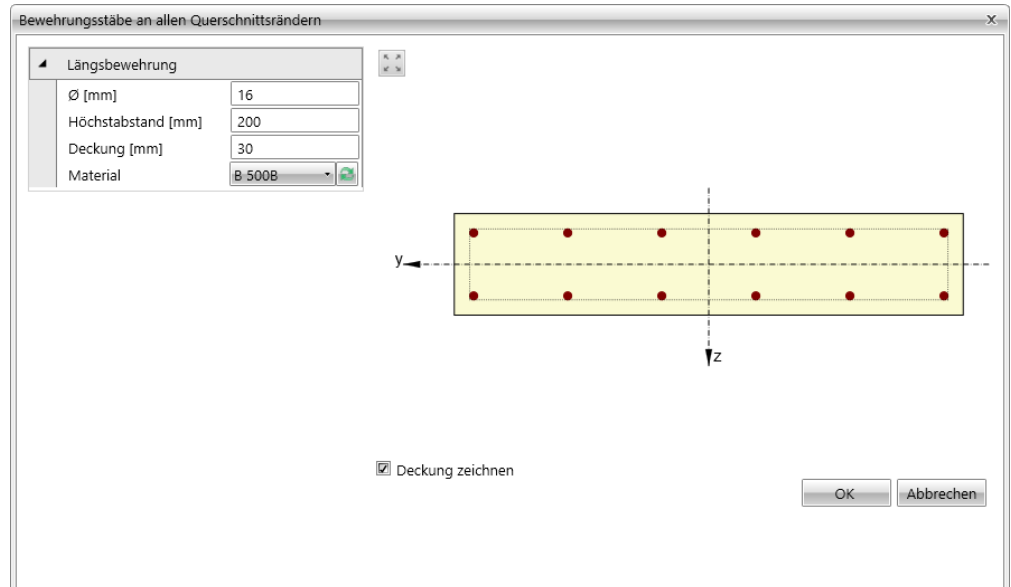 Bewehrungsstäbe an allen Querschnittsrändern x
Längsbewehrung
Ø [mm] 16
Höchstabstand [mm] 200
Deckung [mm] 30
Material B 500B
y
z
Deckung zeichnen
OK Abbrechen